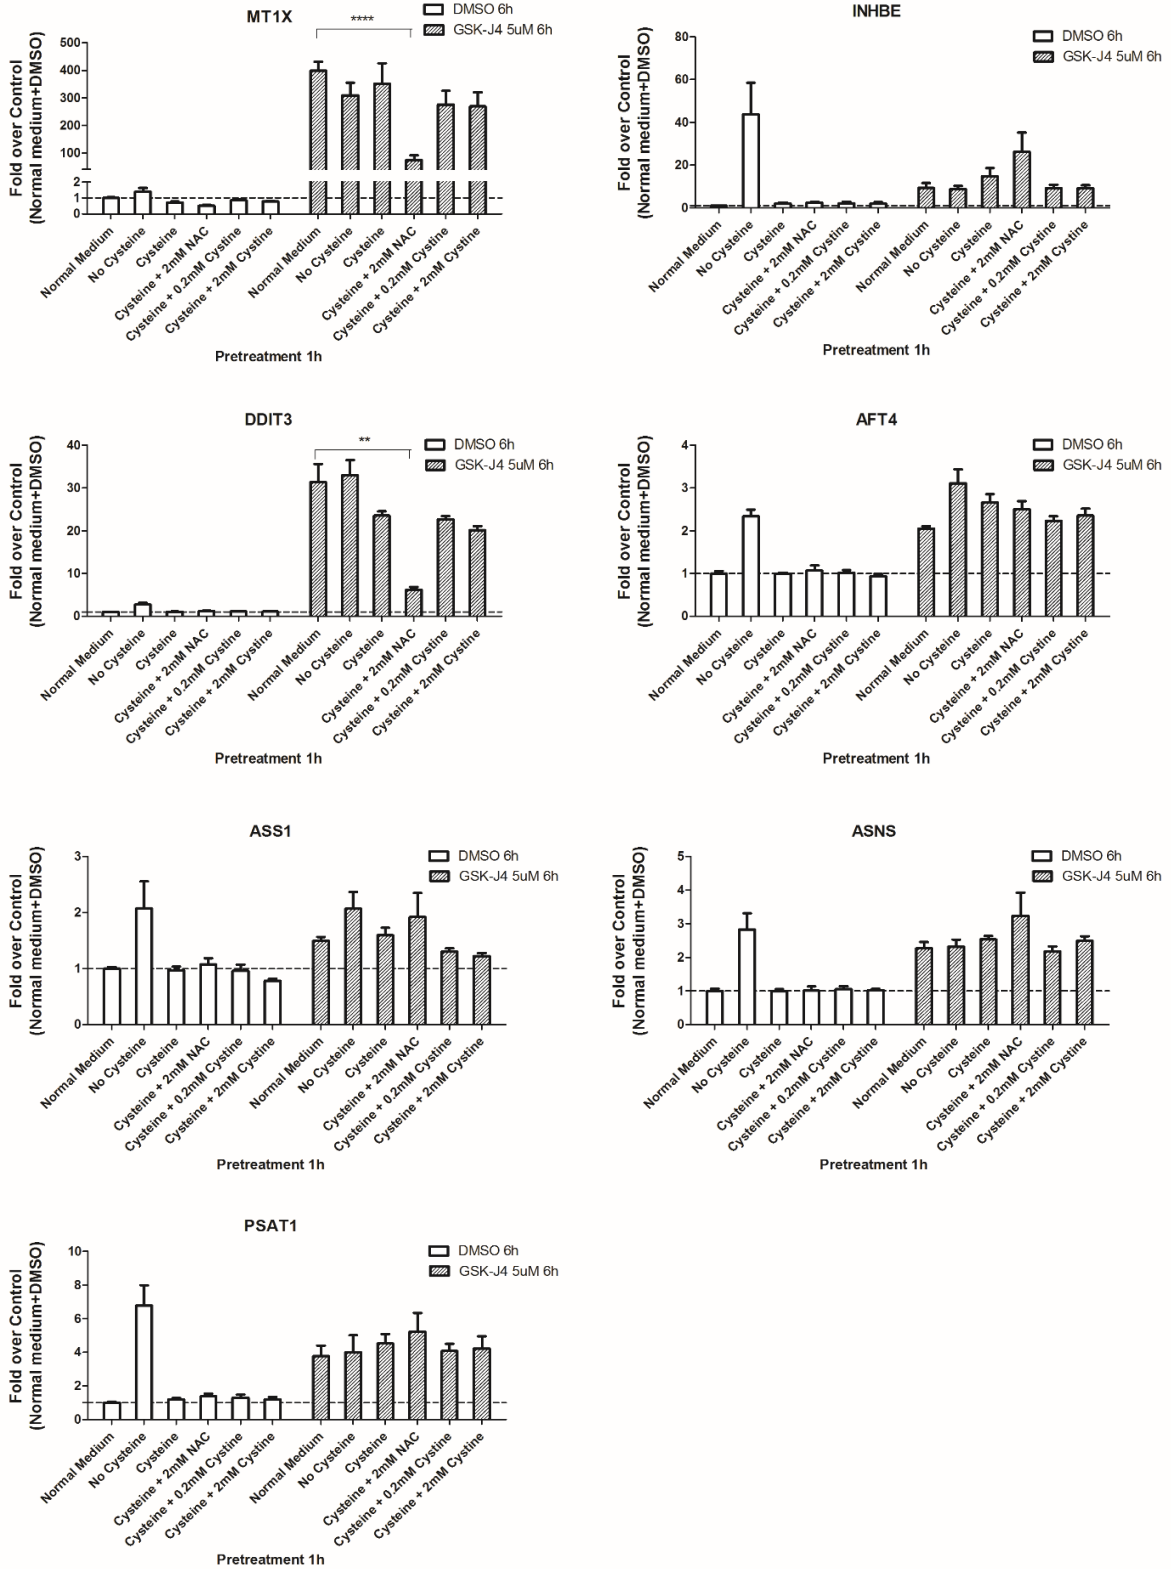 MT1X
DMSO 6h
GSK-J4 5uM 6h
****
Fold over Control
(Normal medium+DMSO)
500
400
300
200
100
2
1
0
Normal Medium
No Cysteine
Cysteine
Cysteine + 2mM NAC
Cysteine + 0.2mM Cystine
Cysteine + 2mM Cystine
Normal Medium
No Cysteine
Cysteine
Cysteine + 2mM NAC
Cysteine + 0.2mM Cystine
Cysteine + 2mM Cystine
Pretreatment 1h
INHBE
DMSO 6h
GSK-J4 5uM 6h
Fold over Control
(Normal medium+DMSO)
80
60
40
20
0
Normal Medium
No Cysteine
Cysteine
Cysteine + 2mM NAC
Cysteine + 0.2mM Cystine
Cysteine + 2mM Cystine
Normal Medium
No Cysteine
Cysteine
Cysteine + 2mM NAC
Cysteine + 0.2mM Cystine
Cysteine + 2mM Cystine
Pretreatment 1h
DDIT3
DMSO 6h
GSK-J4 5uM 6h
**
Fold over Control
(Normal medium+DMSO)
40
30
20
10
0
Normal Medium
No Cysteine
Cysteine
Cysteine + 2mM NAC
Cysteine + 0.2mM Cystine
Cysteine + 2mM Cystine
Normal Medium
No Cysteine
Cysteine
Cysteine + 2mM NAC
Cysteine + 0.2mM Cystine
Cysteine + 2mM Cystine
Pretreatment 1h
AFT4
DMSO 6h
GSK-J4 5uM 6h
Fold over Control
(Normal medium+DMSO)
4
3
2
1
0
Normal Medium
No Cysteine
Cysteine
Cysteine + 2mM NAC
Cysteine + 0.2mM Cystine
Cysteine + 2mM Cystine
Normal Medium
No Cysteine
Cysteine
Cysteine + 2mM NAC
Cysteine + 0.2mM Cystine
Cysteine + 2mM Cystine
Pretreatment 1h
ASS1
DMSO 6h
GSK-J4 5uM 6h
Fold over Control
(Normal medium+DMSO)
3
2
1
0
Normal Medium
No Cysteine
Cysteine
Cysteine + 2mM NAC
Cysteine + 0.2mM Cystine
Cysteine + 2mM Cystine
Normal Medium
No Cysteine
Cysteine
Cysteine + 2mM NAC
Cysteine + 0.2mM Cystine
Cysteine + 2mM Cystine
Pretreatment 1h
ASNS
DMSO 6h
GSK-J4 5uM 6h
Fold over Control
(Normal medium+DMSO)
5
4
3
2
1
0
Normal Medium
No Cysteine
Cysteine
Cysteine + 2mM NAC
Cysteine + 0.2mM Cystine
Cysteine + 2mM Cystine
Normal Medium
No Cysteine
Cysteine
Cysteine + 2mM NAC
Cysteine + 0.2mM Cystine
Cysteine + 2mM Cystine
Pretreatment 1h
PSAT1
DMSO 6h
GSK-J4 5uM 6h
Fold over Control
(Normal medium+DMSO)
10
8
6
4
2
0
Normal Medium
No Cysteine
Cysteine
Cysteine + 2mM NAC
Cysteine + 0.2mM Cystine
Cysteine + 2mM Cystine
Normal Medium
No Cysteine
Cysteine
Cysteine + 2mM NAC
Cysteine + 0.2mM Cystine
Cysteine + 2mM Cystine
Pretreatment 1h